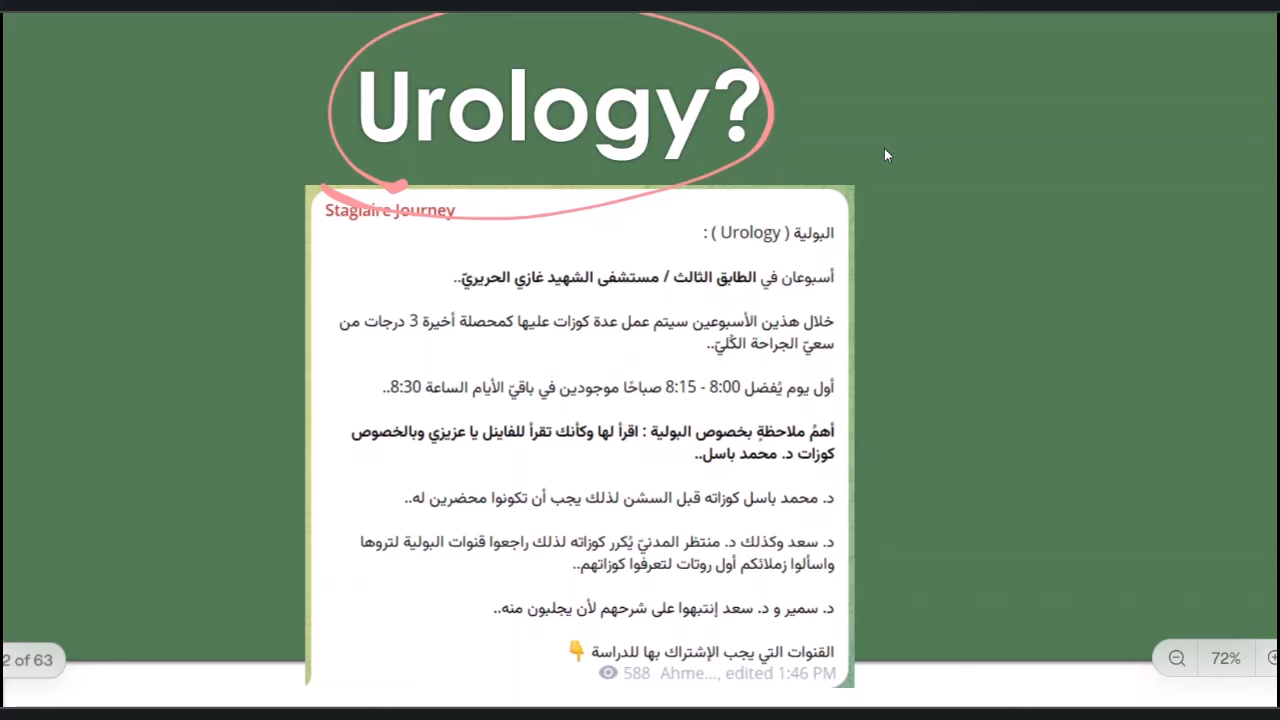 Urology?
Stagiaire Journey
البولية ( Urology ) :
أسبوعان في الطابق الثالث / مستشفى الشهيد غازي الحريريّ..
خلال هذين الأسبوعين سيتم عمل عدة كوزات عليها كمحصلة أخيرة 3 درجات من
سعيّ الجراحة الكُليّ..
أول يوم يُفضل 8:00 - 8:15 صباحًا موجودين في باقيّ الأيام الساعة 8:30..
أهمُ ملاحظةٍ بخصوص البولية : اقرأ لها وكأنك تقرأ للفاينل يا عزيزي وبالخصوص
كوزات د. محمد باسل..
د. محمد باسل كوزاته قبل السشن لذلك يجب أن تكونوا محضرين له..
د. سعد وكذلك د. منتظر المدنيّ يُكرر كوزاته لذلك راجعوا قنوات البولية لتروها
واسألوا زملائكم أول روتات لتعرفوا كوزاتهم..
د. سمير و د. سعد إنتبهوا على شرحهم لأن يجلبون منه..
القنوات التي يجب الإشتراك بها للدراسة 👇
588 Ahme..., edited 1:46 PM
2 of 63
72%